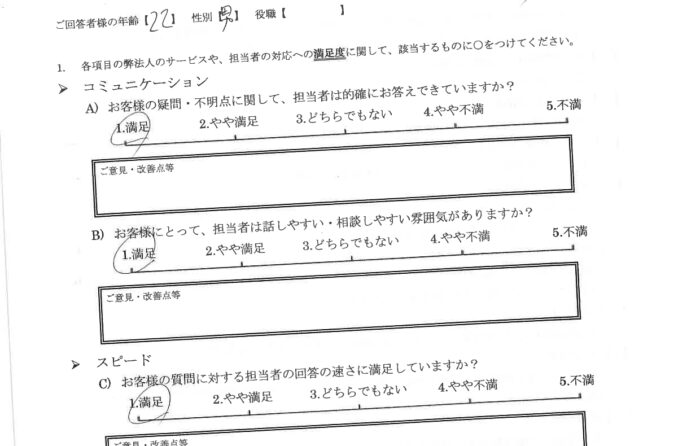 ご回答者様の年齢【22】 性別【男】 役職【 】
1. 各項目の弊法人のサービスや、担当者の対応への満足度に関して、該当するものに○をつけてください。
➤ コミュニケーション
A) お客様の疑問・不明点に関して、担当者は的確にお答えできていますか？
1.満足 2.やや満足 3.どちらでもない 4.やや不満 5.不満
ご意見・改善点等
B) お客様にとって、担当者は話しやすい・相談しやすい雰囲気がありますか？
1.満足 2.やや満足 3.どちらでもない 4.やや不満 5.不満
ご意見・改善点等
➤ スピード
C) お客様の質問に対する担当者の回答の速さに満足していますか？
1.満足 2.やや満足 3.どちらでもない 4.やや不満 5.不満
ご意見・改善点等